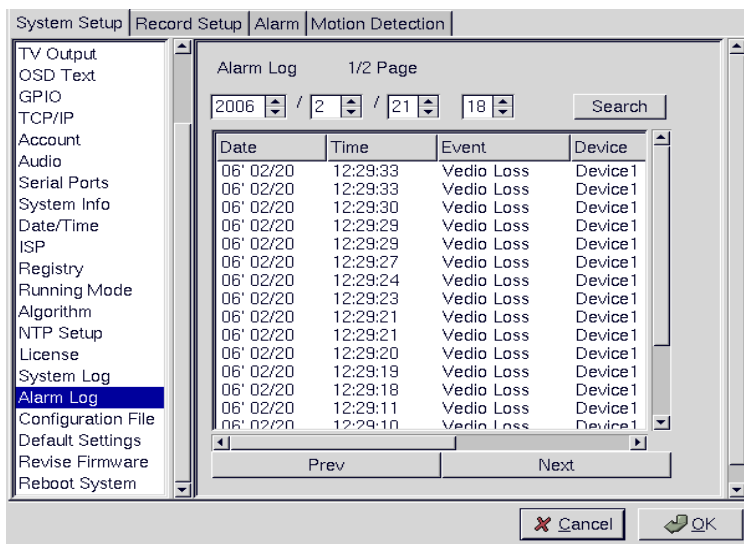 System Setup Record Setup Alarm Motion Detection
TV Output
OSD Text
GPIO
TCP/IP
Account
Audio
Serial Ports
System Info
Date/Time
ISP
Registry
Running Mode
Algorithm
NTP Setup
License
System Log
Alarm Log
Configuration File
Default Settings
Revise Firmware
Reboot System
Alarm Log 1/2 Page
2006 / 2 / 21 18 Search
Date Time Event Device
06' 02/20 12:29:33 Vedio Loss Device1
06' 02/20 12:29:33 Vedio Loss Device1
06' 02/20 12:29:30 Vedio Loss Device1
06' 02/20 12:29:29 Vedio Loss Device1
06' 02/20 12:29:29 Vedio Loss Device1
06' 02/20 12:29:27 Vedio Loss Device1
06' 02/20 12:29:24 Vedio Loss Device1
06' 02/20 12:29:23 Vedio Loss Device1
06' 02/20 12:29:21 Vedio Loss Device1
06' 02/20 12:29:21 Vedio Loss Device1
06' 02/20 12:29:20 Vedio Loss Device1
06' 02/20 12:29:19 Vedio Loss Device1
06' 02/20 12:29:18 Vedio Loss Device1
06' 02/20 12:29:11 Vedio Loss Device1
06' 02/20 12:29:10 Vedio Loss Device1
Prev Next
Cancel OK